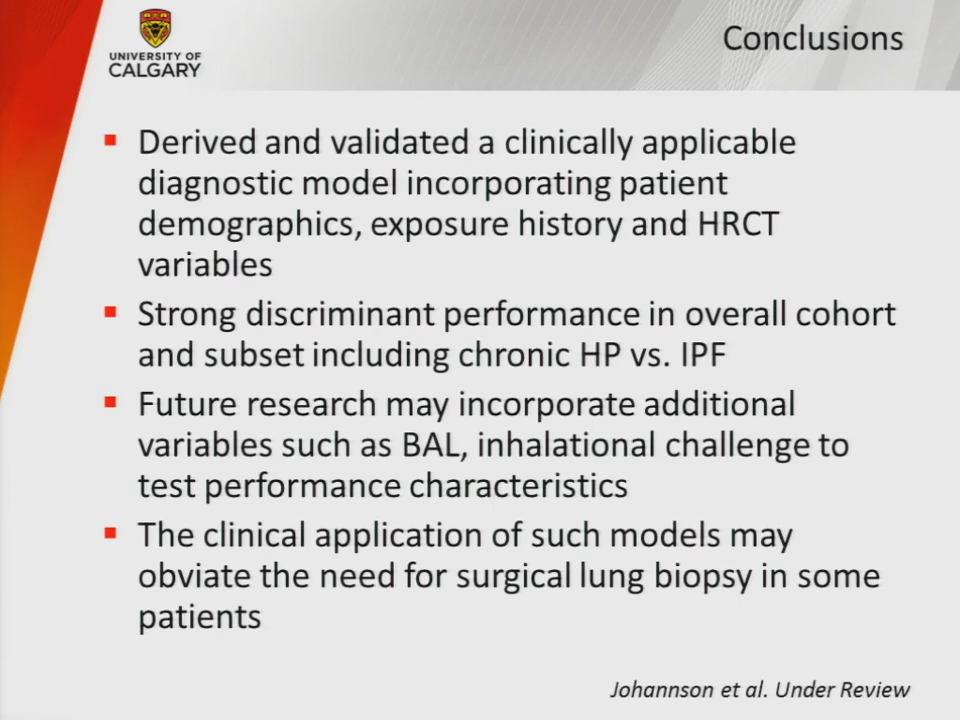 UNIVERSITY OF
CALGARY
Conclusions
Derived and validated a clinically applicable
diagnostic model incorporating patient
demographics, exposure history and HRCT
variables
Strong discriminant performance in overall cohort
and subset including chronic HP vs. IPF
Future research may incorporate additional
variables such as BAL, inhalational challenge to
test performance characteristics
The clinical application of such models may
obviate the need for surgical lung biopsy in some
patients
Johannson et al. Under Review